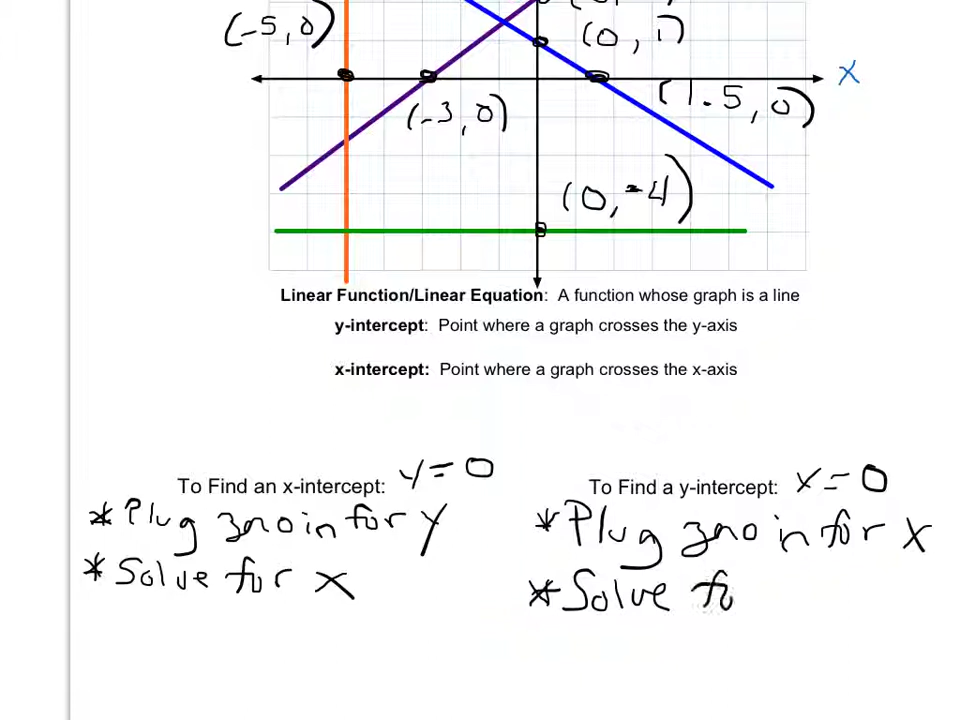 (-5,0)
(0, 1)
x
(-3,0)
(1.5,0)
(0,-4)
Linear Function/Linear Equation: A function whose graph is a line
y-intercept: Point where a graph crosses the y-axis
x-intercept: Point where a graph crosses the x-axis
To Find an x-intercept: y=0
* Plug zero in for y
* Solve for x
To Find a y-intercept: x=0
* Plug zero in for x
* Solve fo